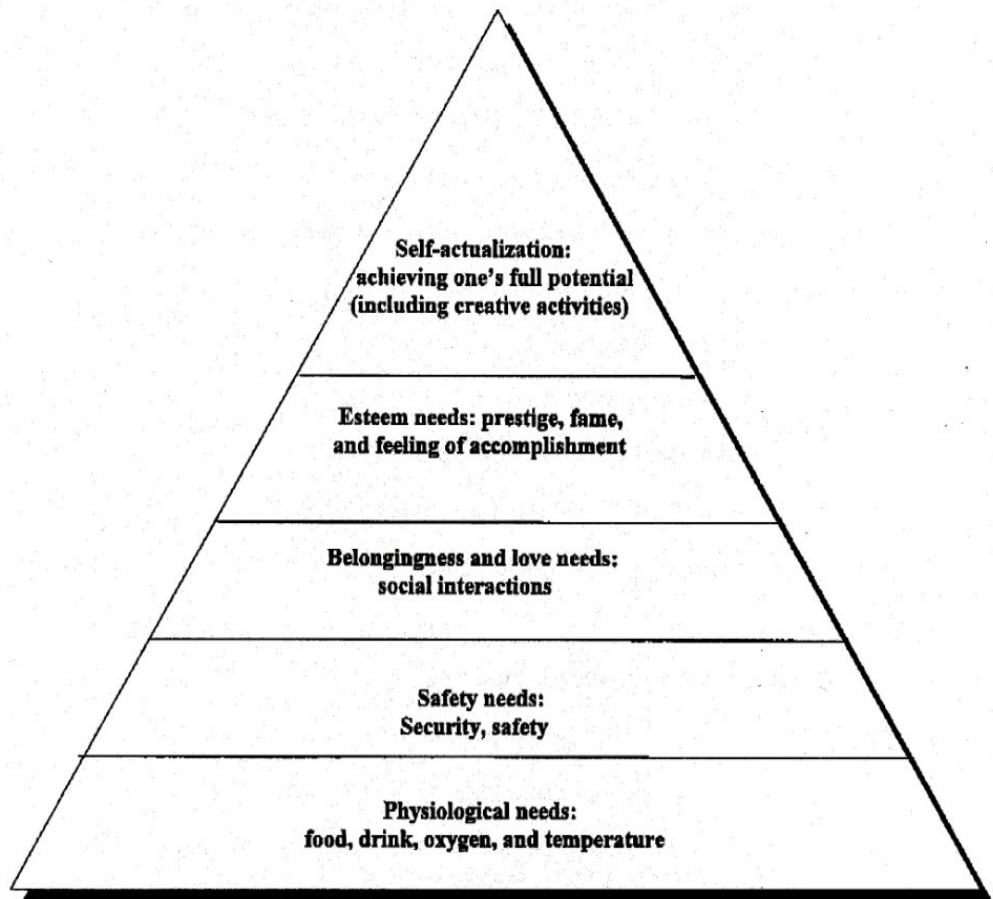 Self-actualization:
achieving one's full potential
(including creative activities)
Esteem needs: prestige, fame,
and feeling of accomplishment
Belongingness and love needs:
social interactions
Safety needs:
Security, safety
Physiological needs:
food, drink, oxygen, and temperature